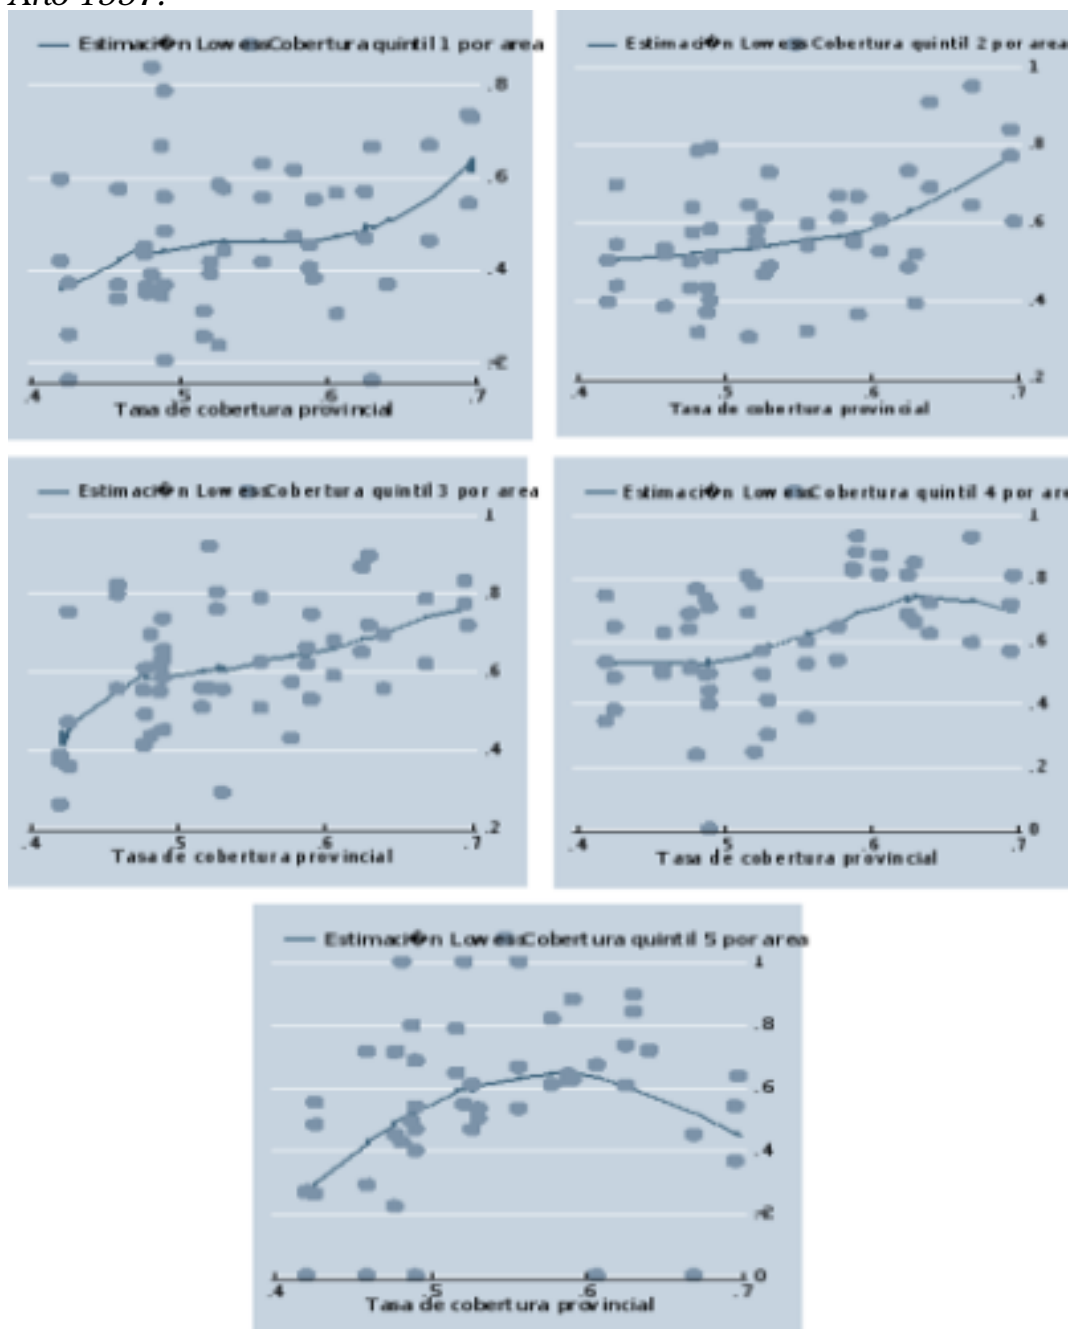 Año 1997.
Estimaci�n Lowess Cobertura quintil 1 por area
.8
.6
.4
.2
.4 .5 .6 .7
Tasa de cobertura provincial
Estimaci�n Lowess Cobertura quintil 2 por area
1
.8
.6
.4
.2
.4 .5 .6 .7
Tasa de cobertura provincial
Estimaci�n Lowess Cobertura quintil 3 por area
1
.8
.6
.4
.2
.4 .5 .6 .7
Tasa de cobertura provincial
Estimaci�n Lowess Cobertura quintil 4 por are
1
.8
.6
.4
.2
0
.4 .5 .6 .7
Tasa de cobertura provincial
Estimaci�n Lowess Cobertura quintil 5 por area
1
.8
.6
.4
.2
0
.4 .5 .6 .7
Tasa de cobertura provincial